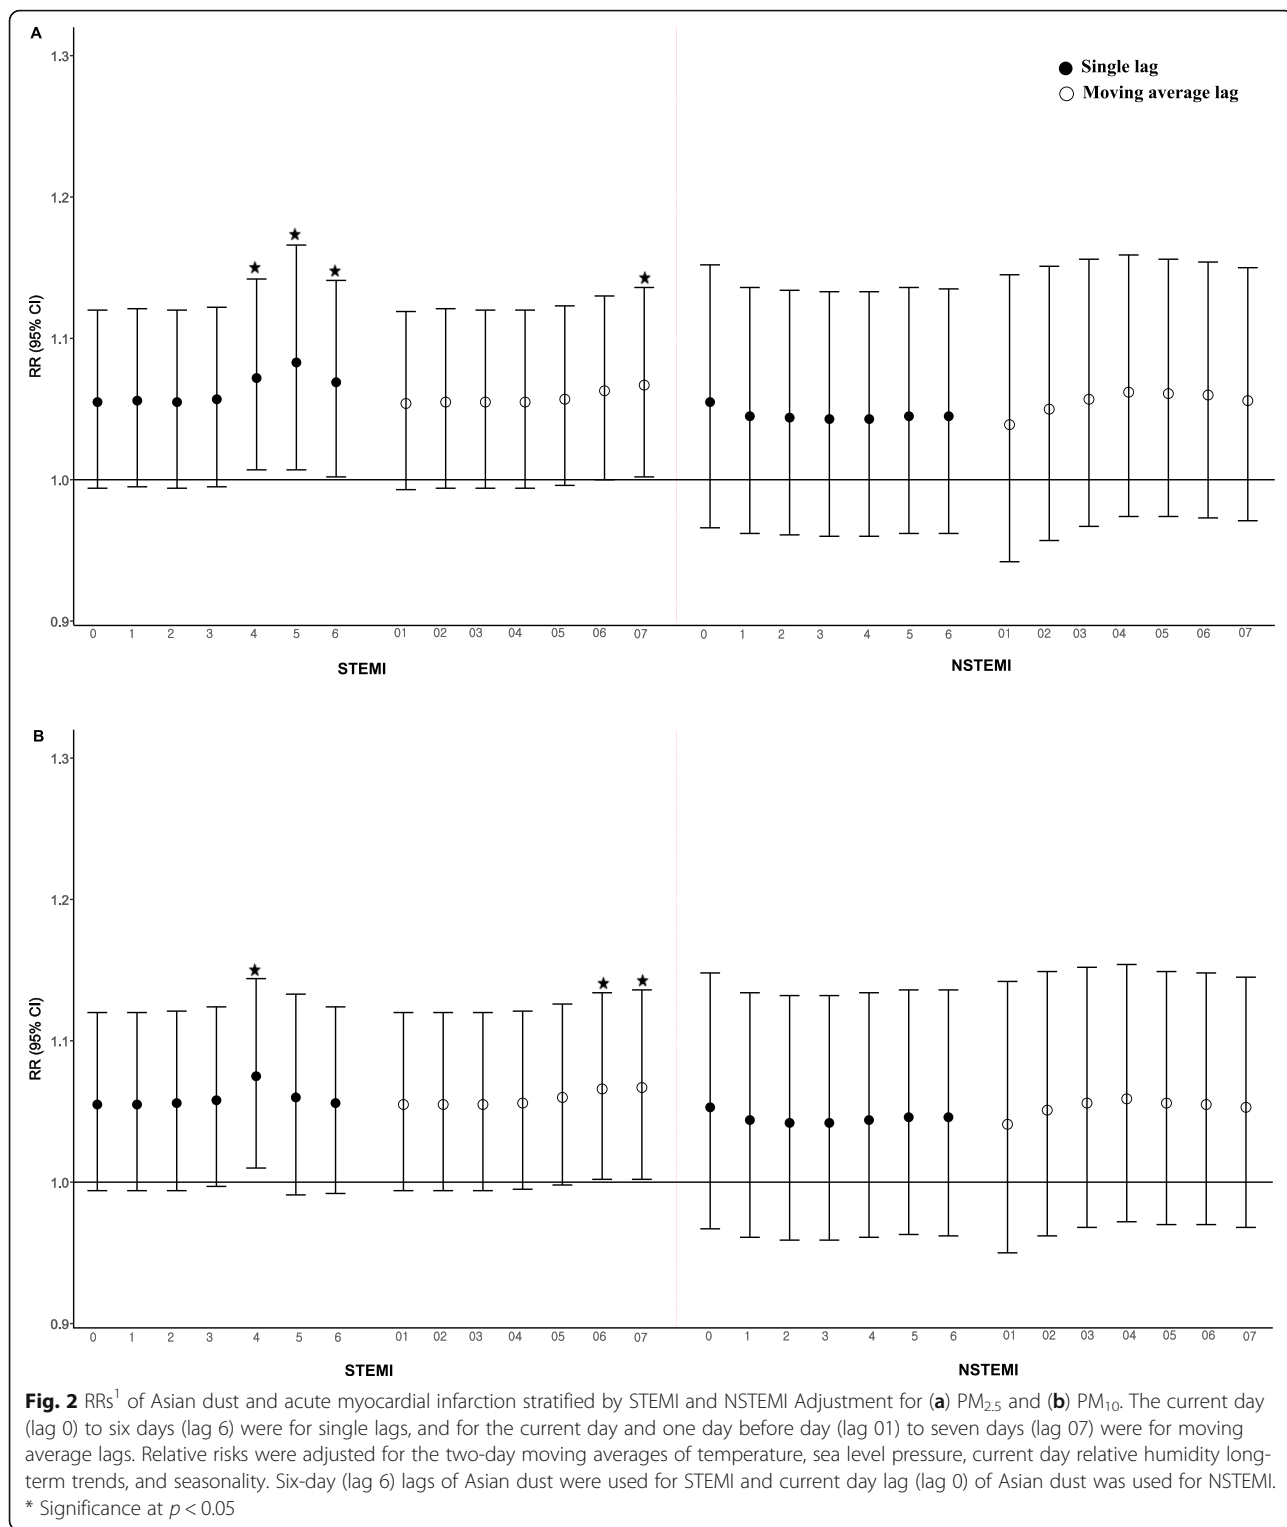 A
1.3
Single lag
Moving average lag
1.2
★ ★ ★ ★
1.1
RR (95% CI)
1.0
0.9
0 1 2 3 4 5 6 01 02 03 04 05 06 07 0 1 2 3 4 5 6 01 02 03 04 05 06 07
STEMI NSTEMI
B
1.3
1.2
★ ★ ★
1.1
RR (95% CI)
1.0
0.9
0 1 2 3 4 5 6 01 02 03 04 05 06 07 0 1 2 3 4 5 6 01 02 03 04 05 06 07
STEMI NSTEMI
Fig. 2 RRs¹ of Asian dust and acute myocardial infarction stratified by STEMI and NSTEMI Adjustment for (a) PM₂.₅ and (b) PM₁₀. The current day
(lag 0) to six days (lag 6) were for single lags, and for the current day and one day before day (lag 01) to seven days (lag 07) were for moving
average lags. Relative risks were adjusted for the two-day moving averages of temperature, sea level pressure, current day relative humidity long-
term trends, and seasonality. Six-day (lag 6) lags of Asian dust were used for STEMI and current day lag (lag 0) of Asian dust was used for NSTEMI.
* Significance at p < 0.05